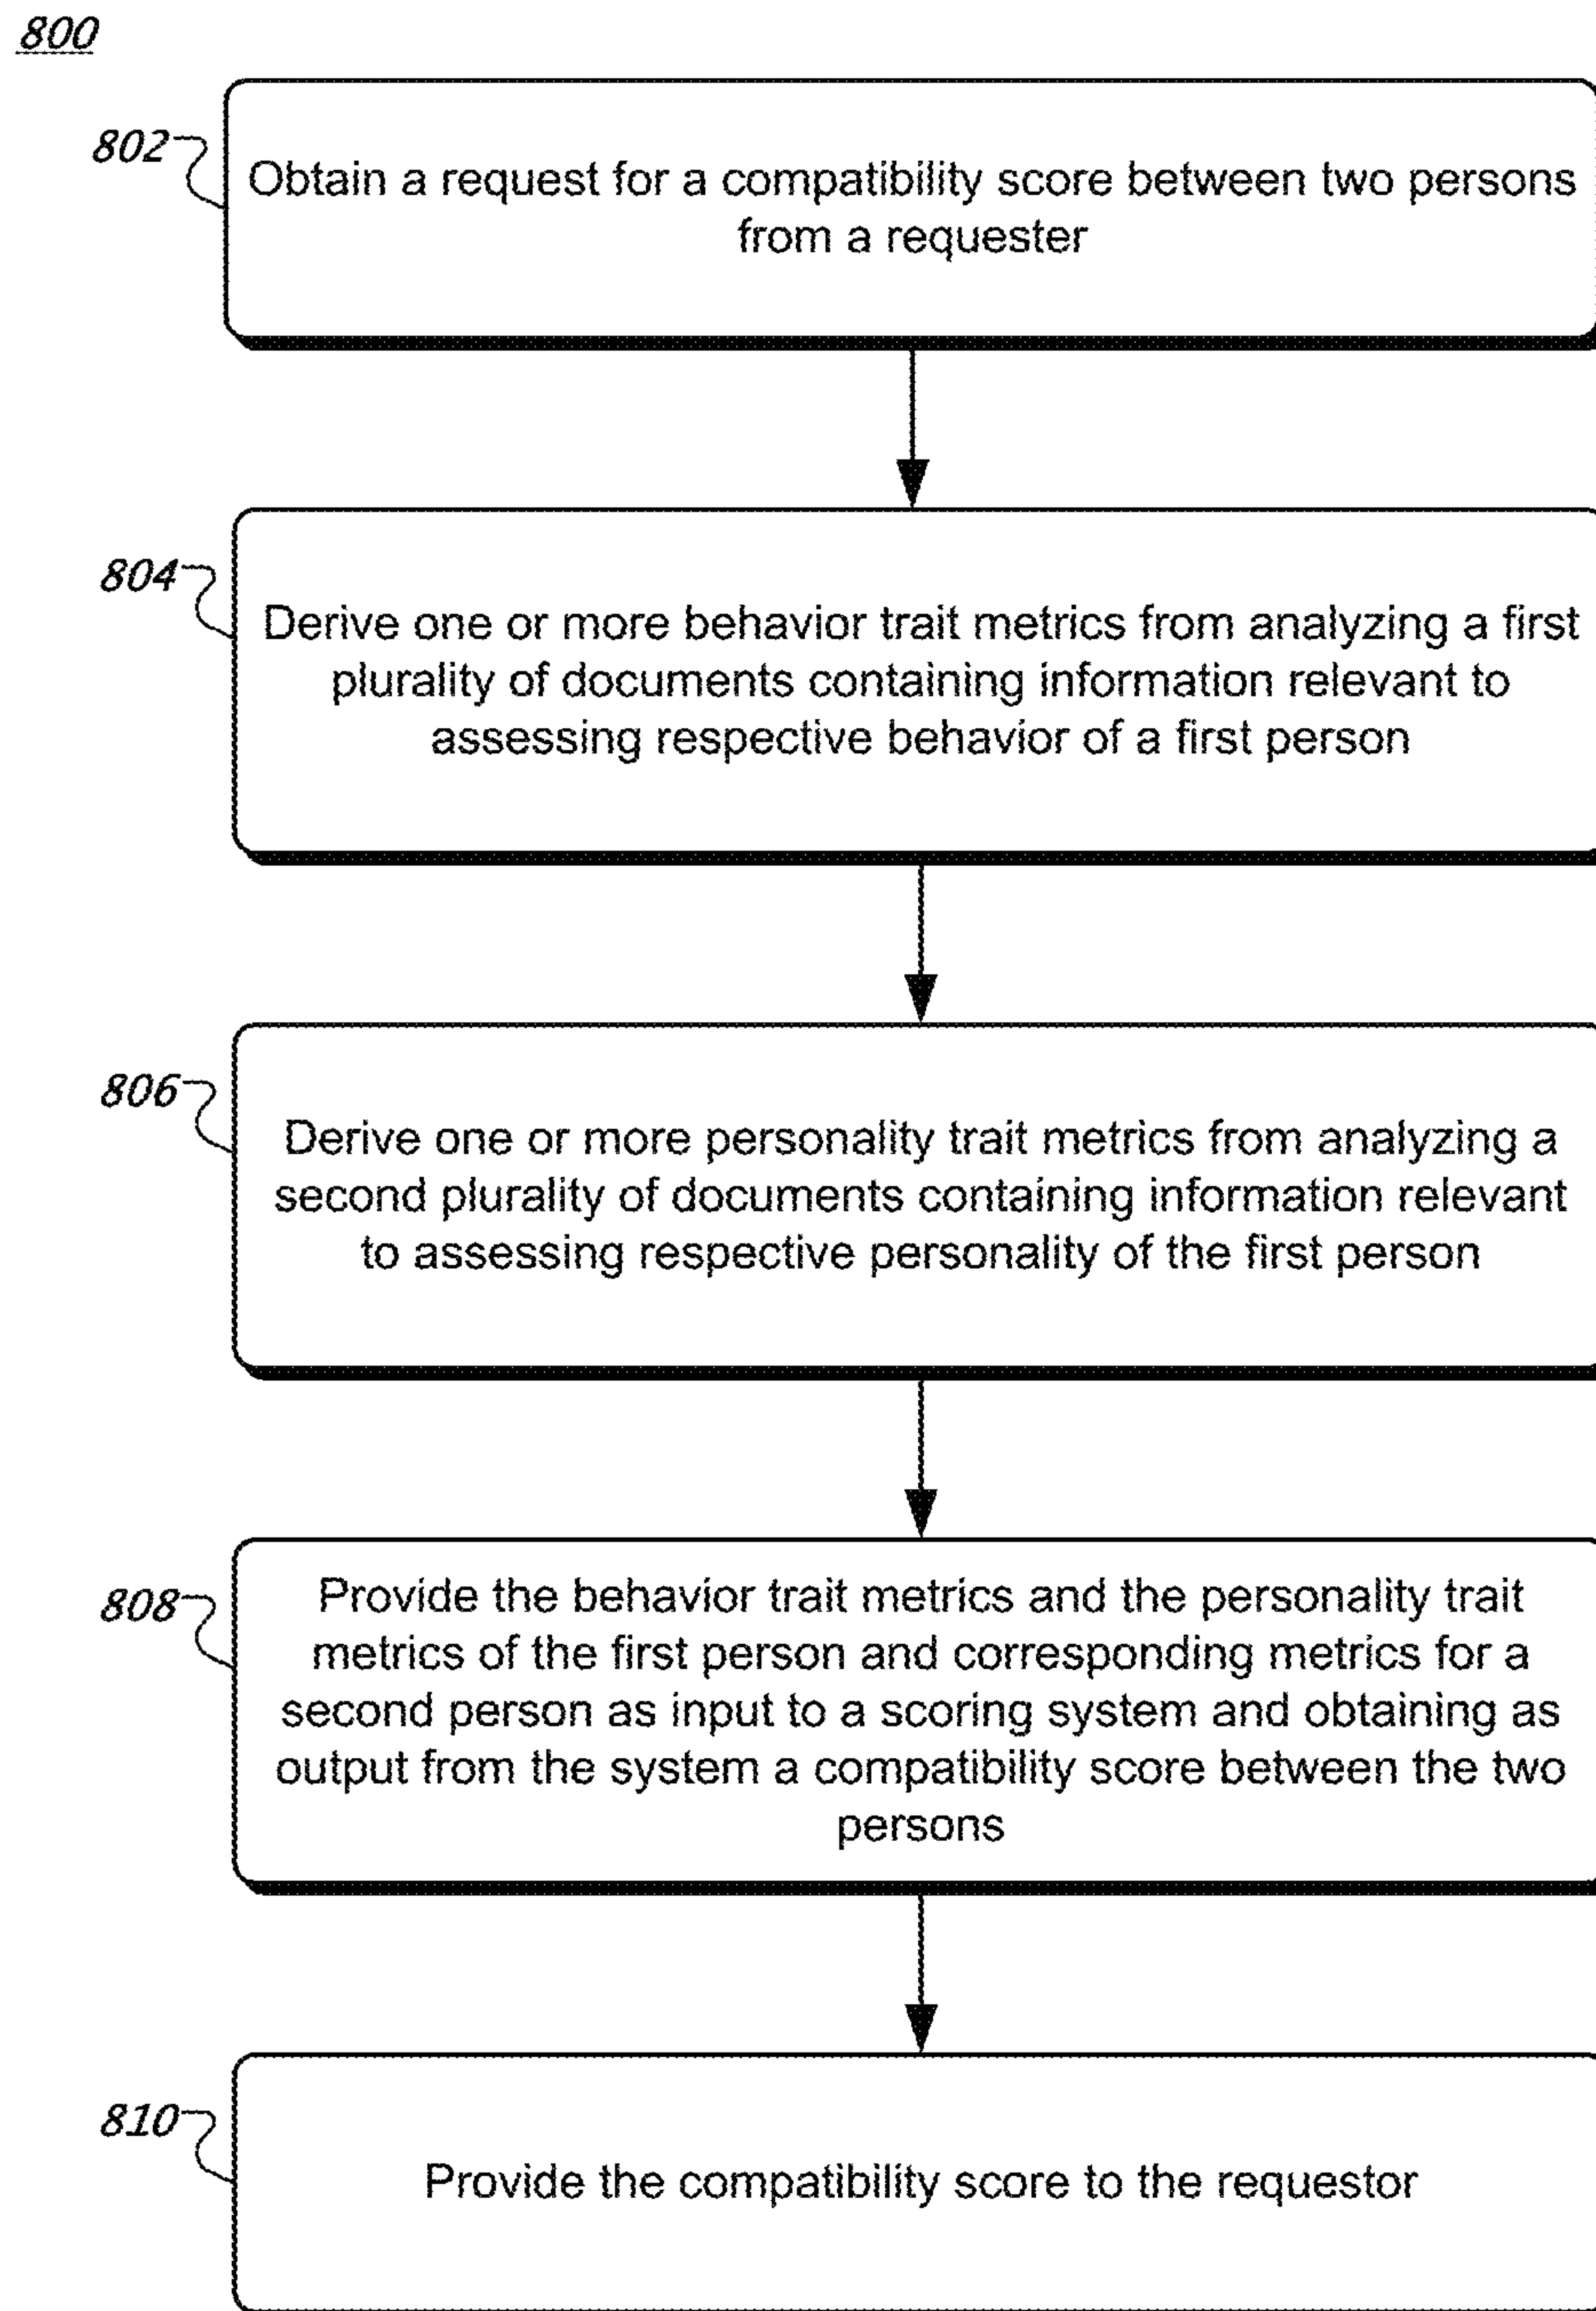 800
802
Obtain a request for a compatibility score between two persons
from a requester
804
Derive one or more behavior trait metrics from analyzing a first
plurality of documents containing information relevant to
assessing respective behavior of a first person
806
Derive one or more personality trait metrics from analyzing a
second plurality of documents containing information relevant
to assessing respective personality of the first person
808
Provide the behavior trait metrics and the personality trait
metrics of the first person and corresponding metrics for a
second person as input to a scoring system and obtaining as
output from the system a compatibility score between the two
persons
810
Provide the compatibility score to the requestor